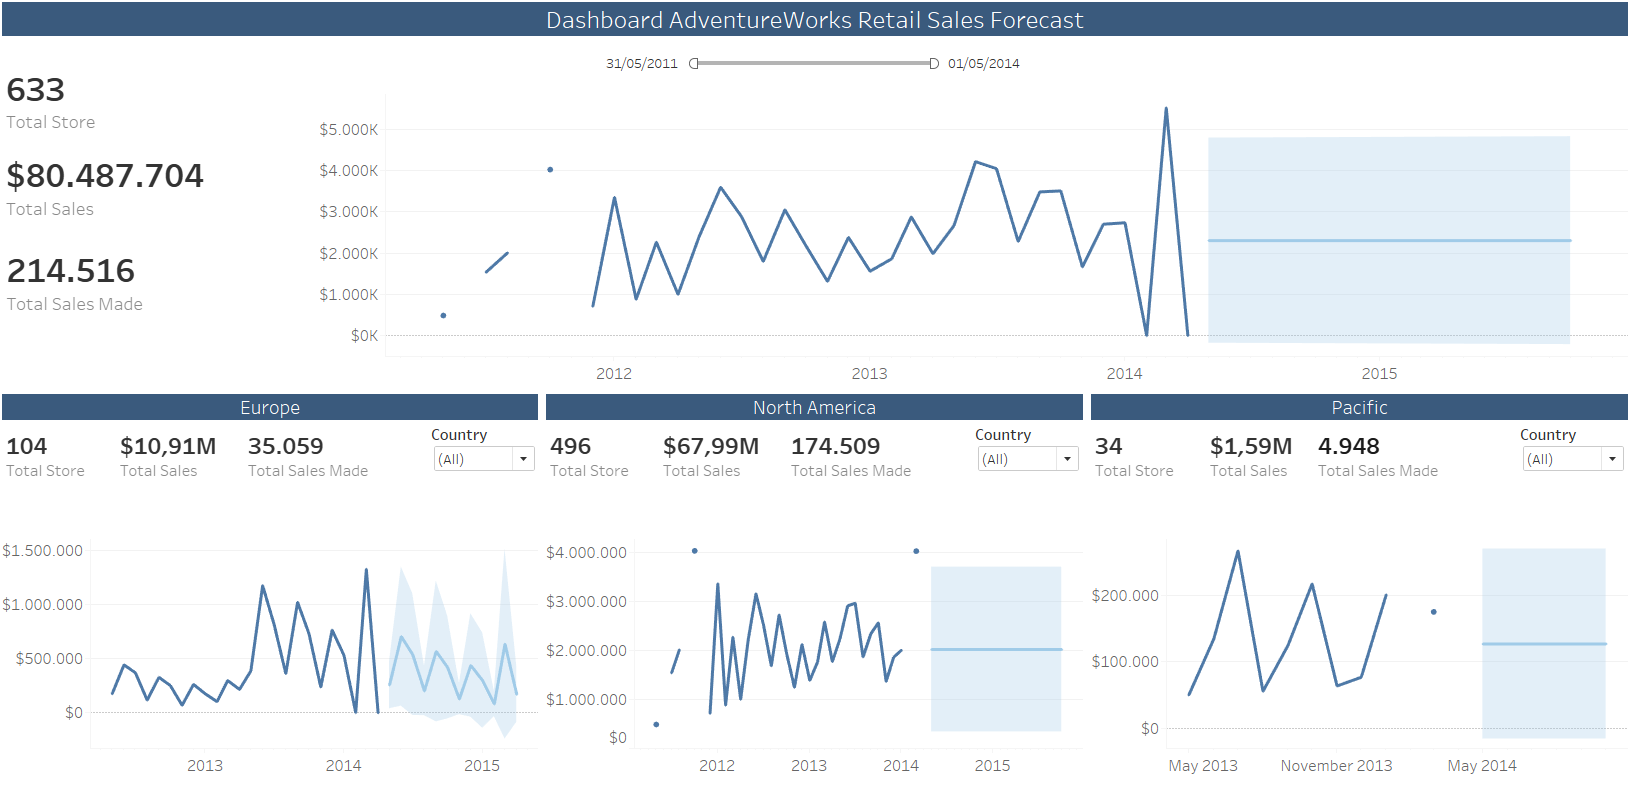 Dashboard AdventureWorks Retail Sales Forecast
31/05/2011 01/05/2014
633
Total Store
$80.487.704
Total Sales
214.516
Total Sales Made
$5.000K
$4.000K
$3.000K
$2.000K
$1.000K
$0K
2012 2013 2014 2015
Europe
104 $10,91M 35.059
Total Store Total Sales Total Sales Made
Country
(All)
$1.500.000
$1.000.000
$500.000
$0
2013 2014 2015
North America
496 $67,99M 174.509
Total Store Total Sales Total Sales Made
Country
(All)
$4.000.000
$3.000.000
$2.000.000
$1.000.000
$0
2012 2013 2014 2015
Pacific
34 $1,59M 4.948
Total Store Total Sales Total Sales Made
Country
(All)
$200.000
$100.000
$0
May 2013 November 2013 May 2014